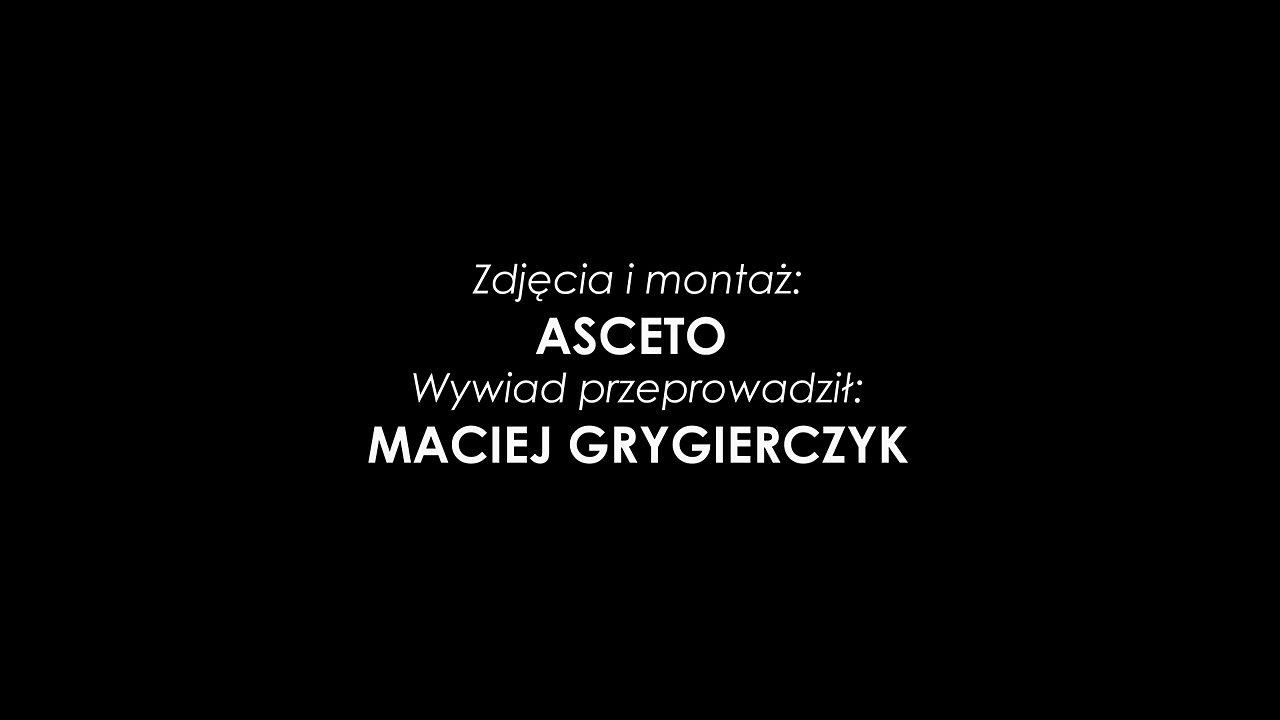 Zdjęcia i montaż:
ASCETO
Wywiad przeprowadził:
MACIEJ GRYGIERCZYK